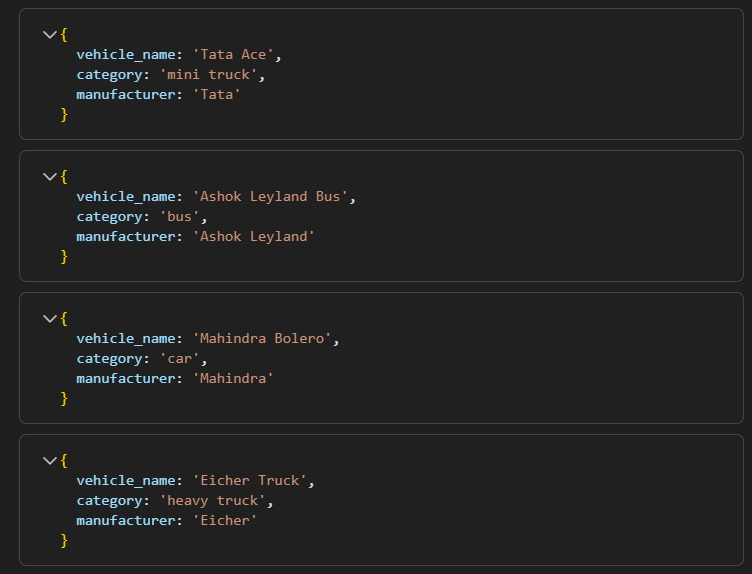 {
vehicle_name: 'Tata Ace',
category: 'mini truck',
manufacturer: 'Tata'
}
{
vehicle_name: 'Ashok Leyland Bus',
category: 'bus',
manufacturer: 'Ashok Leyland'
}
{
vehicle_name: 'Mahindra Bolero',
category: 'car',
manufacturer: 'Mahindra'
}
{
vehicle_name: 'Eicher Truck',
category: 'heavy truck',
manufacturer: 'Eicher'
}